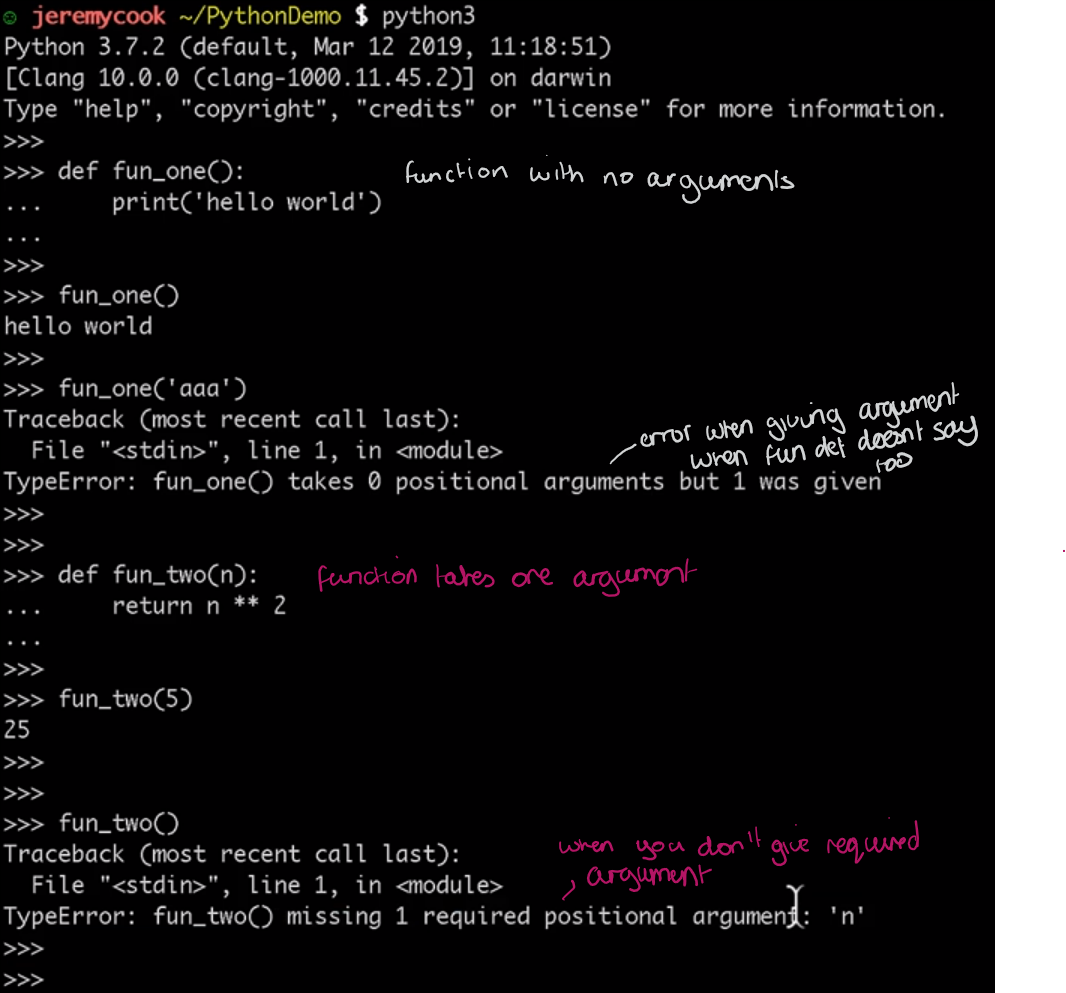 jeremycook ~/PythonDemo $ python3
Python 3.7.2 (default, Mar 12 2019, 11:18:51)
[Clang 10.0.0 (clang-1000.11.45.2)] on darwin
Type "help", "copyright", "credits" or "license" for more information.
>>>
>>> def fun_one():
function with no arguments
...     print('hello world')
...
>>>
>>> fun_one()
hello world
>>>
>>> fun_one('aaa')
Traceback (most recent call last):
  File "<stdin>", line 1, in <module>
error when giving argument
when fun def doesnt say
too
TypeError: fun_one() takes 0 positional arguments but 1 was given
>>>
>>>
>>> def fun_two(n):
function takes one argument
...     return n ** 2
...
>>>
>>> fun_two(5)
25
>>>
>>>
>>> fun_two()
Traceback (most recent call last):
  File "<stdin>", line 1, in <module>
when you don't give required
argument
TypeError: fun_two() missing 1 required positional argument: 'n'
>>>
>>>